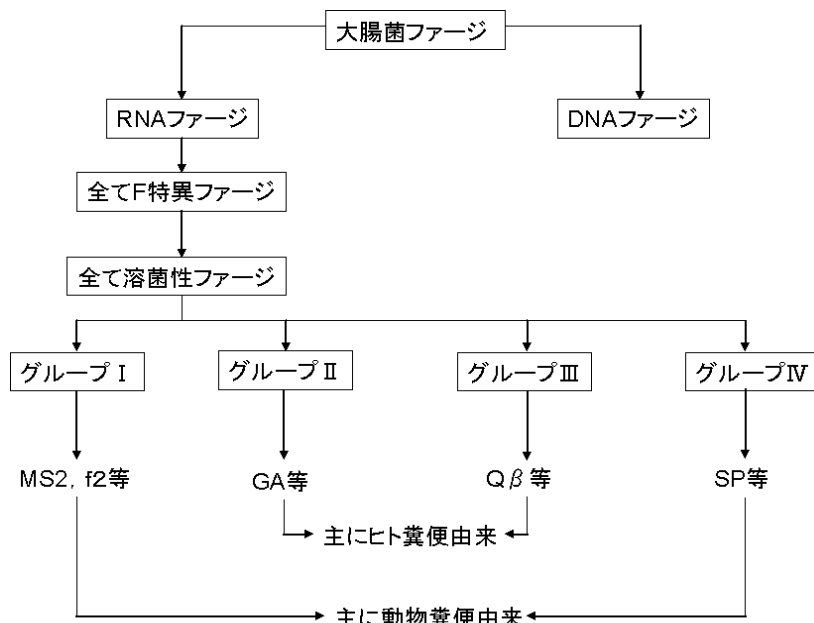 大腸菌ファージ
RNAファージ
DNAファージ
全てF特異ファージ
全て溶菌性ファージ
グループⅠ
グループⅡ
グループⅢ
グループⅣ
MS2, f2等
GA等
Qβ等
SP等
主にヒト糞便由来
主に動物糞便由来